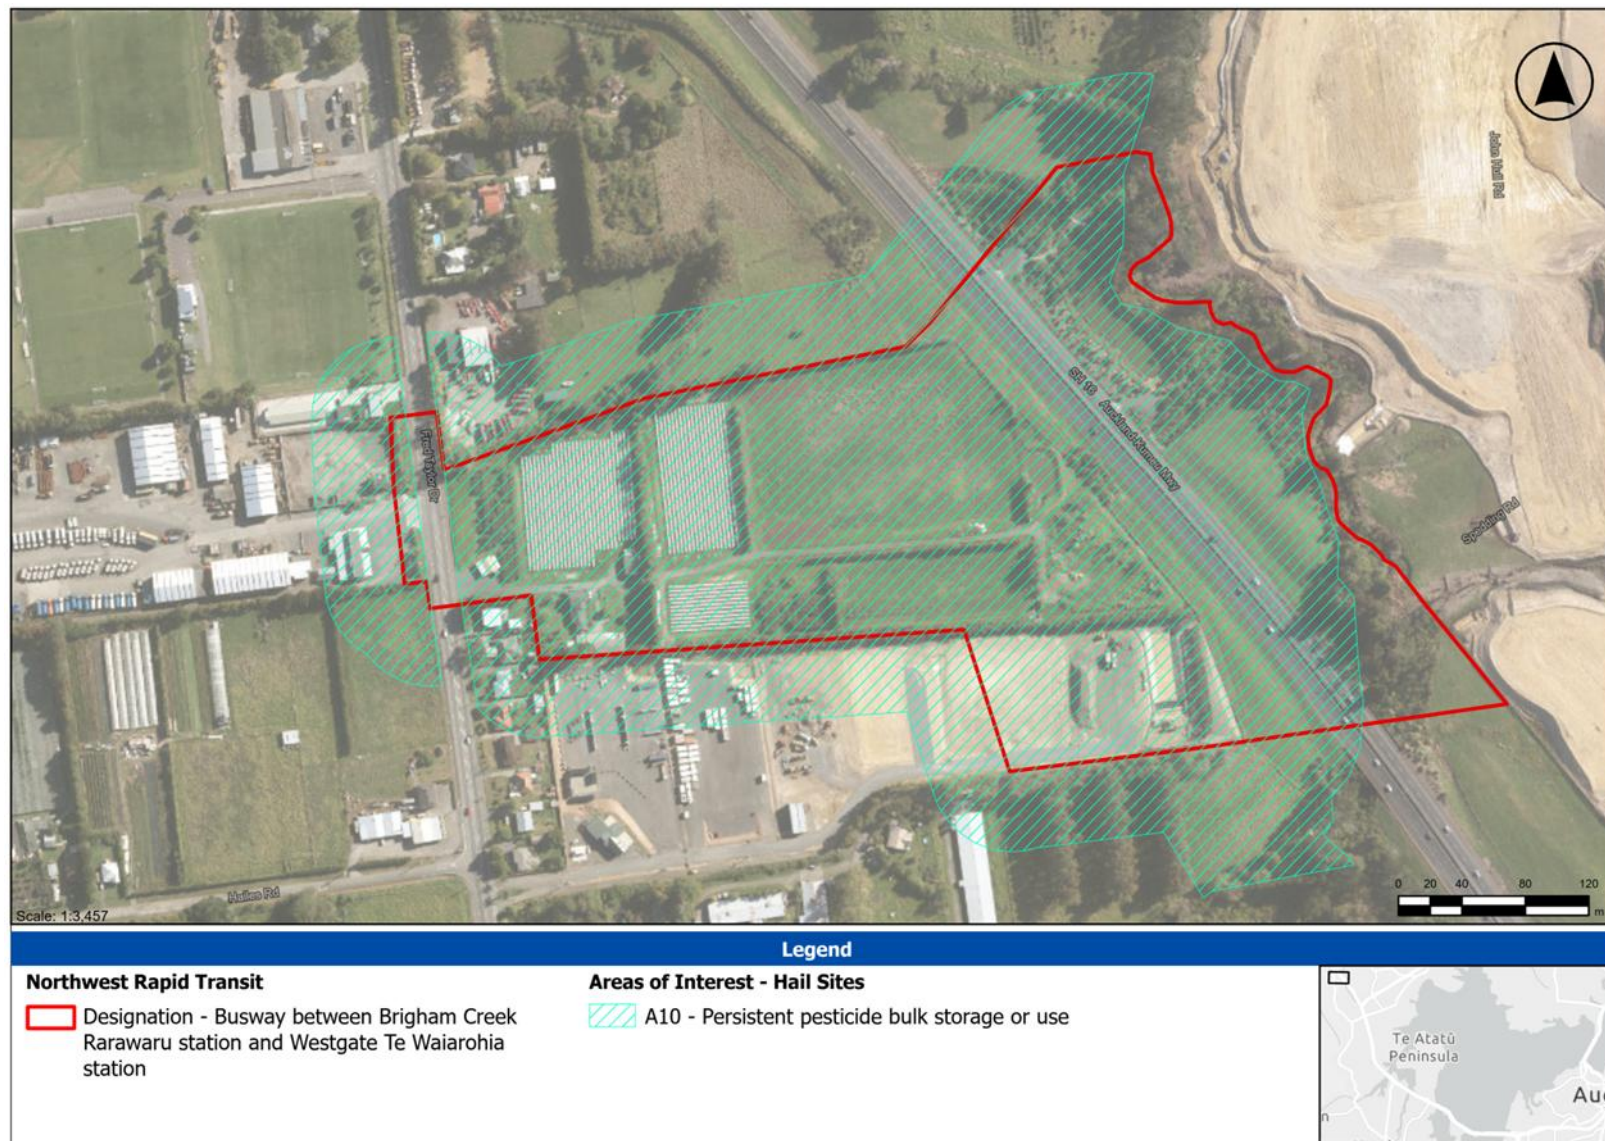 John Hall Rd
SH 16 Auckland-Kumeu Mwy
Fred Taylor Dr
Spedding Rd
Hailes Rd
0 20 40 80 120
m
Scale: 1:3,457
Legend
Northwest Rapid Transit
Designation - Busway between Brigham Creek
Rarawaru station and Westgate Te Waiarohia
station
Areas of Interest - Hail Sites
A10 - Persistent pesticide bulk storage or use
Te Atatū
Peninsula
Au
n